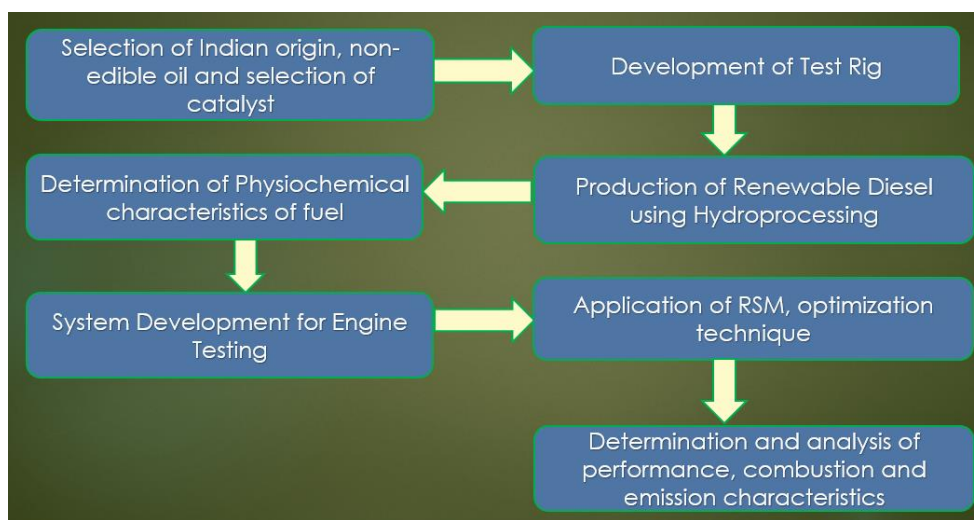 Selection of Indian origin, non-
edible oil and selection of
catalyst
Development of Test Rig
Production of Renewable Diesel
using Hydroprocessing
Determination of Physiochemical
characteristics of fuel
System Development for Engine
Testing
Application of RSM, optimization
technique
Determination and analysis of
performance, combustion and
emission characteristics